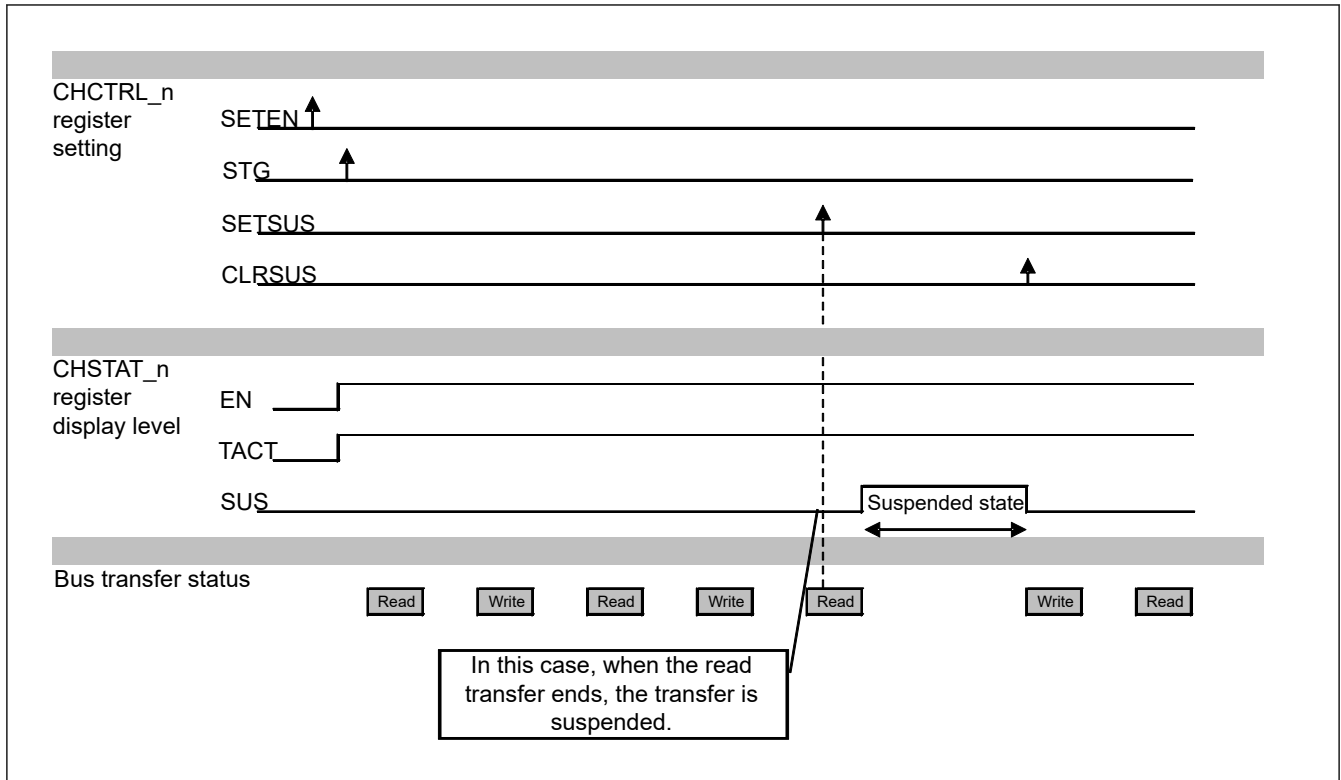 CHCTRL_n
register
setting
SETEN
STG
SETSUS
CLRSUS
CHSTAT_n
register
display level
EN
TACT
SUS
Suspended state
Bus transfer status
Read Write Read Write Read Write Read
In this case, when the read
transfer ends, the transfer is
suspended.